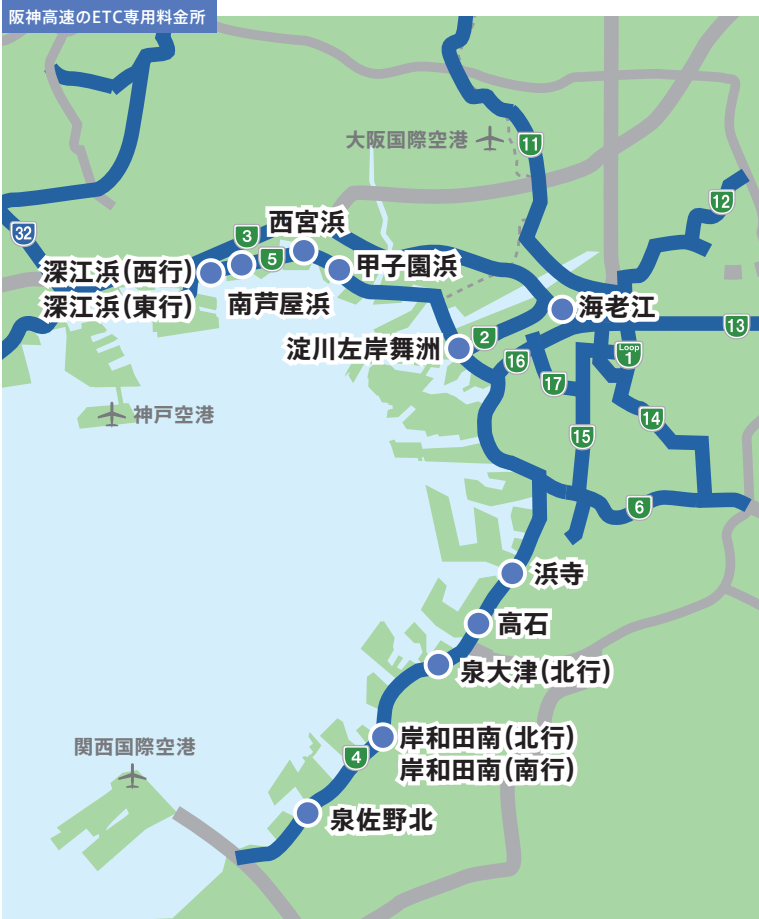 阪神高速のETC専用料金所
大阪国際空港
11
12
32
3
西宮浜
5
深江浜(西行)
深江浜(東行)
南芦屋浜
甲子園浜
海老江
13
淀川左岸舞洲
2
16
Loop
1
17
14
15
神戸空港
6
浜寺
高石
泉大津(北行)
岸和田南(北行)
岸和田南(南行)
4
関西国際空港
泉佐野北